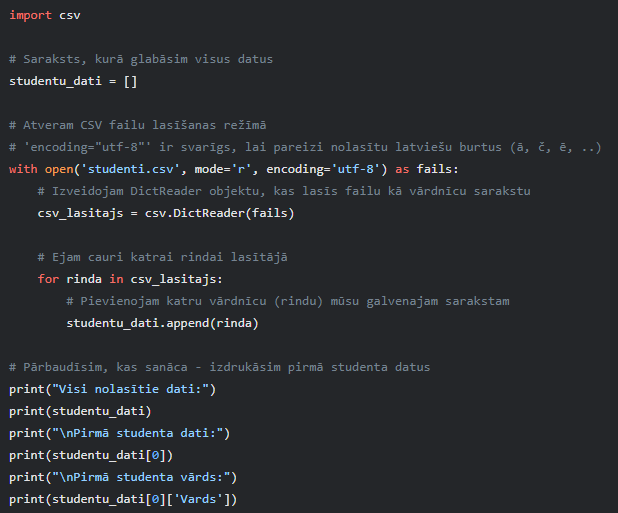 import csv
# Saraksts, kurā glabāsim visus datus
studentu_dati = []
# Atveram CSV failu lasīšanas režīmā
# 'encoding="utf-8"' ir svarīgs, lai pareizi nolasītu latviešu burtus (ā, č, ē, ..)
with open('studenti.csv', mode='r', encoding='utf-8') as fails:
    # Izveidojam DictReader objektu, kas lasīs failu kā vārdnīcu sarakstu
    csv_lasitajs = csv.DictReader(fails)
    # Ejam cauri katrai rindai lasītājā
    for rinda in csv_lasitajs:
        # Pievienojam katru vārdnīcu (rindu) mūsu galvenajam sarakstam
        studentu_dati.append(rinda)
# Pārbaudīsim, kas sanāca - izdrukāsim pirmā studenta datus
print("Visi nolasītie dati:")
print(studentu_dati)
print("\nPirmā studenta dati:")
print(studentu_dati[0])
print("\nPirmā studenta vārds:")
print(studentu_dati[0]['Vards'])